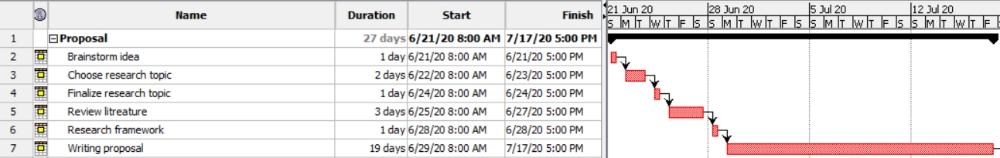 Name Duration Start Finish 21 Jun 20 28 Jun 20 5 Jul 20 12 Jul 20
S M T W T F S S M T W T F S S M T W T F S S M T W T F S
1 Proposal 27 days 6/21/20 8:00 AM 7/17/20 5:00 PM
2 Brainstorm idea 1 day 6/21/20 8:00 AM 6/21/20 5:00 PM
3 Choose research topic 2 days 6/22/20 8:00 AM 6/23/20 5:00 PM
4 Finalize research topic 1 day 6/24/20 8:00 AM 6/24/20 5:00 PM
5 Review litreature 3 days 6/25/20 8:00 AM 6/27/20 5:00 PM
6 Research framework 1 day 6/28/20 8:00 AM 6/28/20 5:00 PM
7 Writing proposal 19 days 6/29/20 8:00 AM 7/17/20 5:00 PM